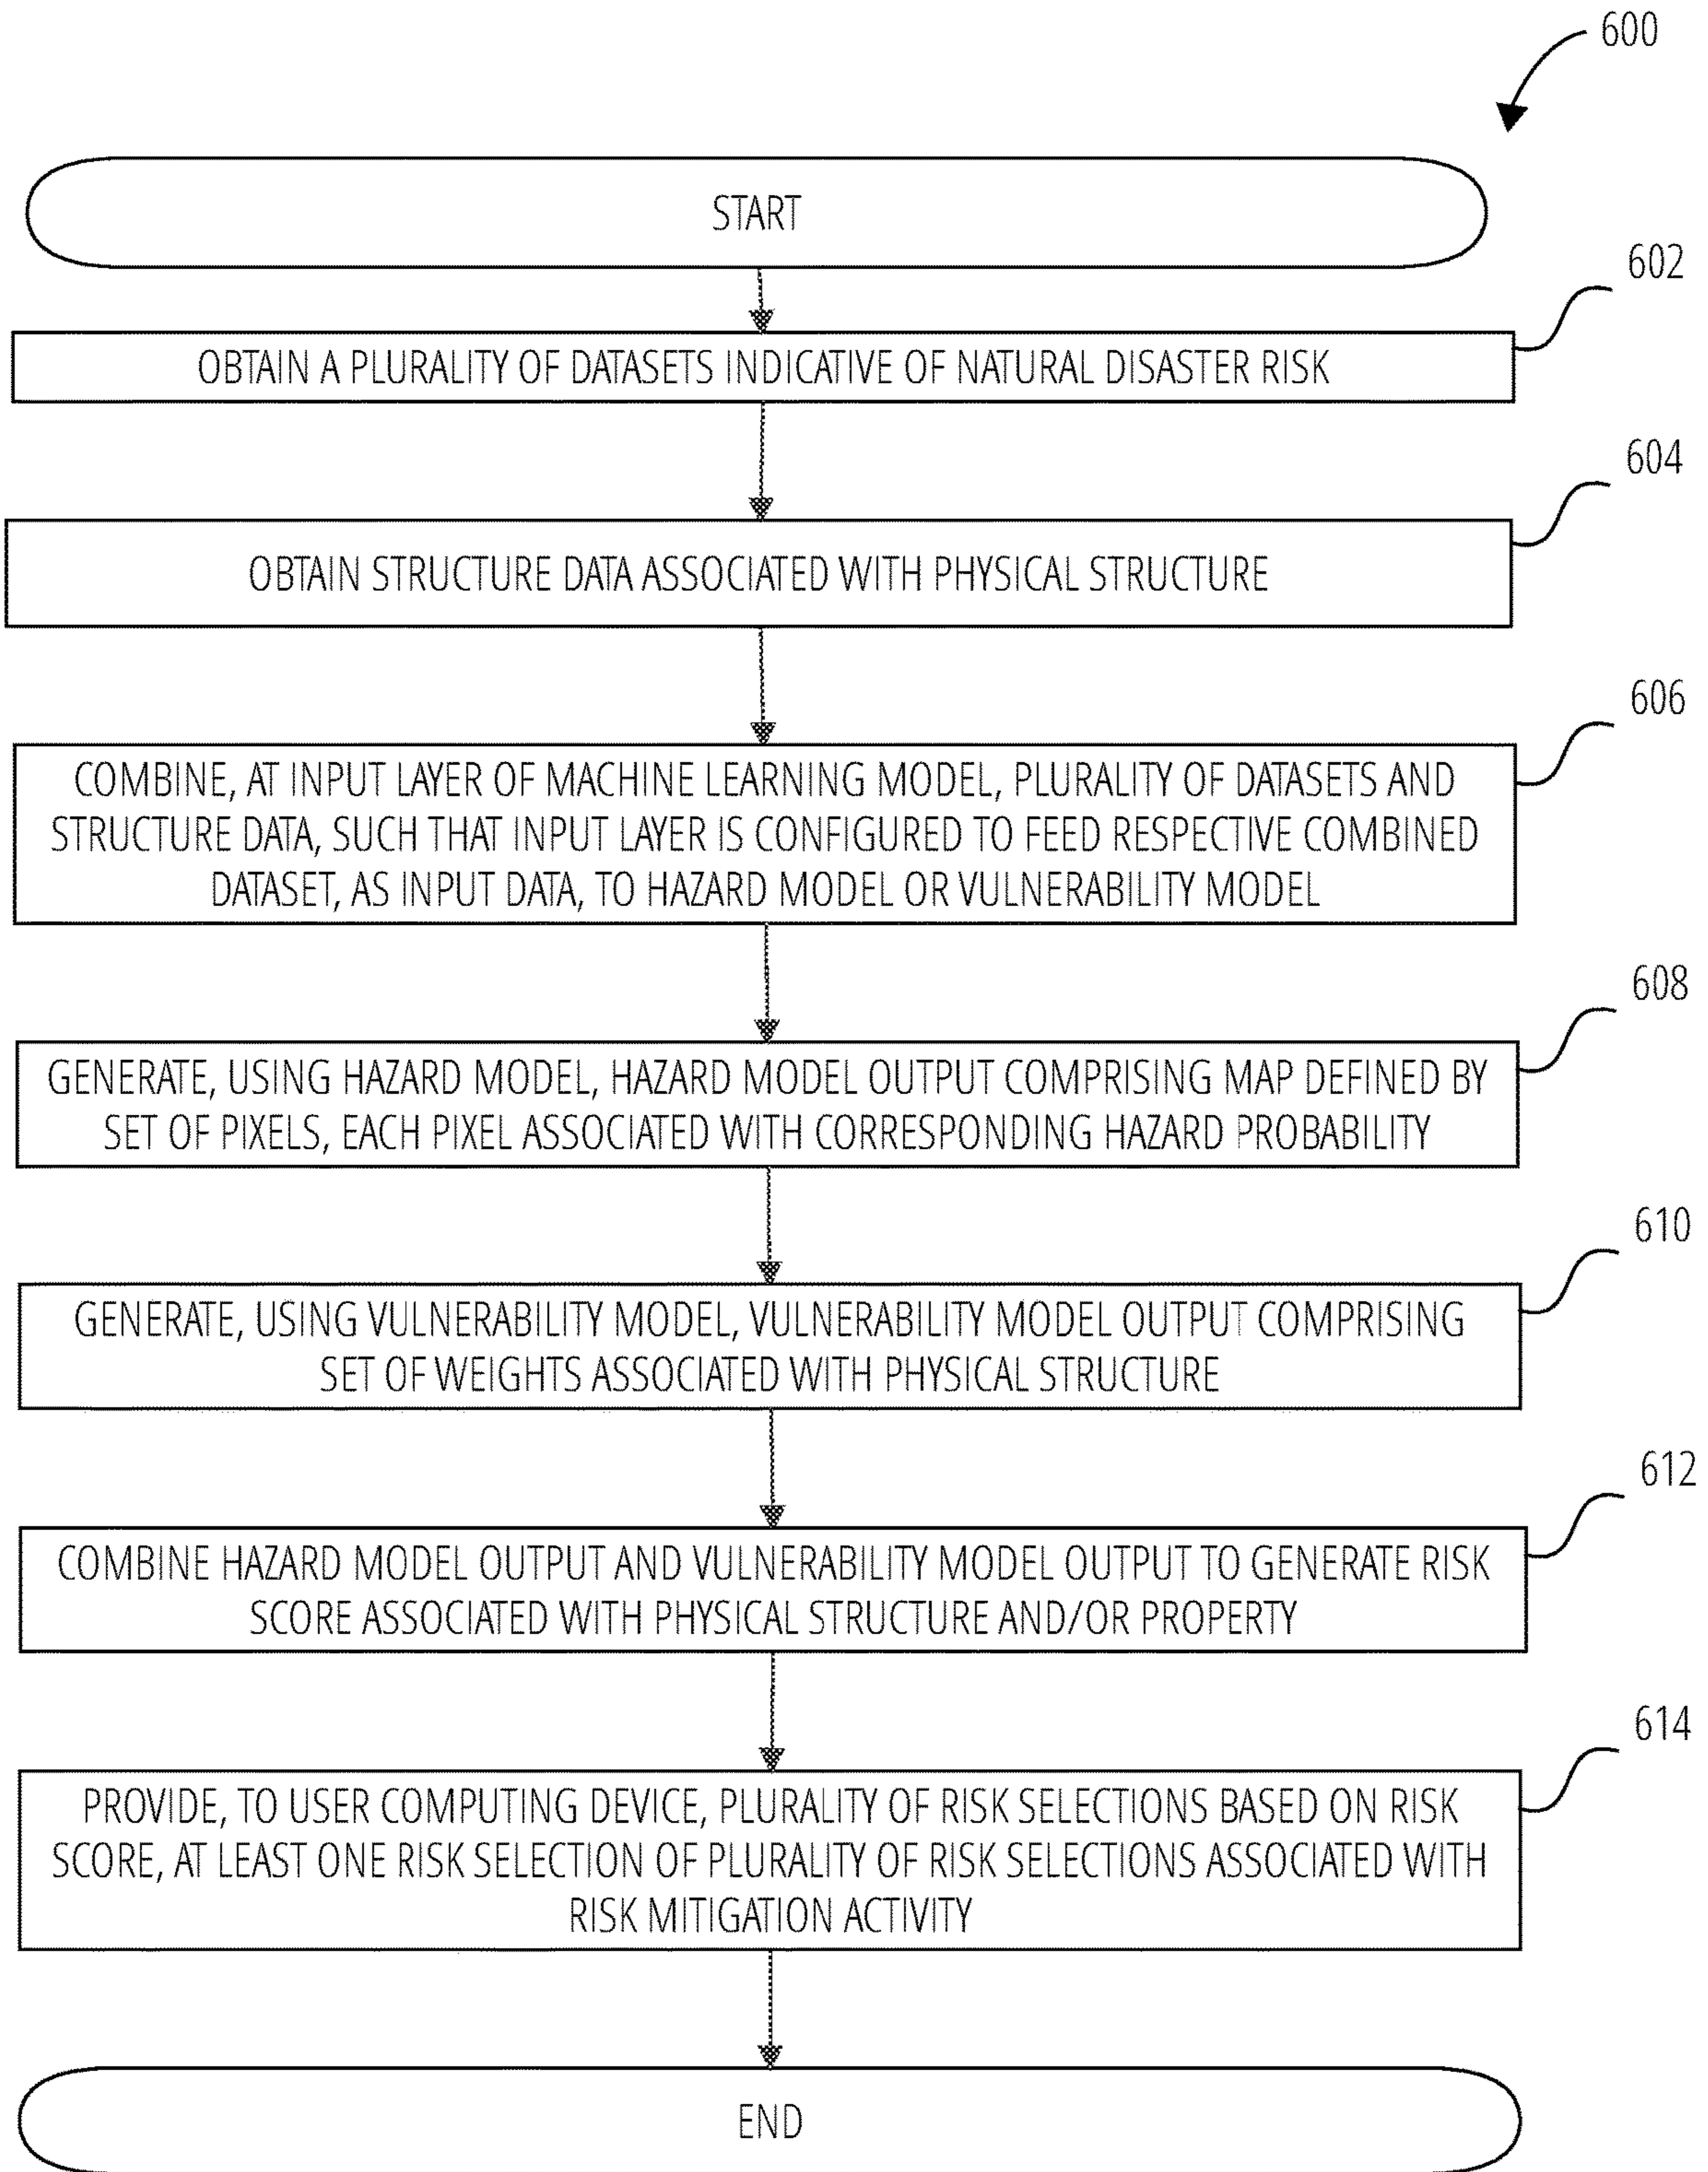 600
START
602
OBTAIN A PLURALITY OF DATASETS INDICATIVE OF NATURAL DISASTER RISK
604
OBTAIN STRUCTURE DATA ASSOCIATED WITH PHYSICAL STRUCTURE
606
COMBINE, AT INPUT LAYER OF MACHINE LEARNING MODEL, PLURALITY OF DATASETS AND
STRUCTURE DATA, SUCH THAT INPUT LAYER IS CONFIGURED TO FEED RESPECTIVE COMBINED
DATASET, AS INPUT DATA, TO HAZARD MODEL OR VULNERABILITY MODEL
608
GENERATE, USING HAZARD MODEL, HAZARD MODEL OUTPUT COMPRISING MAP DEFINED BY
SET OF PIXELS, EACH PIXEL ASSOCIATED WITH CORRESPONDING HAZARD PROBABILITY
610
GENERATE, USING VULNERABILITY MODEL, VULNERABILITY MODEL OUTPUT COMPRISING
SET OF WEIGHTS ASSOCIATED WITH PHYSICAL STRUCTURE
612
COMBINE HAZARD MODEL OUTPUT AND VULNERABILITY MODEL OUTPUT TO GENERATE RISK
SCORE ASSOCIATED WITH PHYSICAL STRUCTURE AND/OR PROPERTY
614
PROVIDE, TO USER COMPUTING DEVICE, PLURALITY OF RISK SELECTIONS BASED ON RISK
SCORE, AT LEAST ONE RISK SELECTION OF PLURALITY OF RISK SELECTIONS ASSOCIATED WITH
RISK MITIGATION ACTIVITY
END